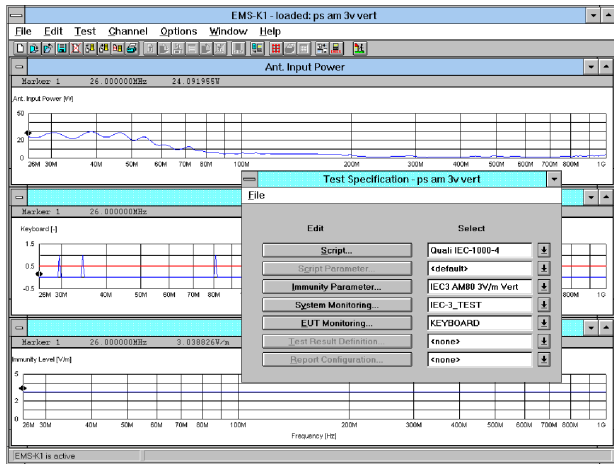 EMS-K1 - loaded: ps am 3v vert
File Edit Test Channel Options Window Help
Ant. Input Power
Marker 1 26.000000MHz 24.091955W
Ant. Input Power [W]
50
20
0
26M 30M 40M 50M 60M 70M 80M 100M 200M 300M 400M 500M 600M 700M 800M 1G
Marker 1 26.000000MHz
Keyboard [-]
1.5
0.5
-0.5
26M 30M 40M 50M 60M 70M 80M 1G
Test Specification - ps am 3v vert
File
Edit Select
Script... Quali IEC-1000-4
Script Parameter... <default>
Immunity Parameter... IEC3 AM80 3V/m Vert
System Monitoring... IEC-3_TEST
EUT Monitoring... KEYBOARD
Test Result Definition... <none>
Report Configuration... <none>
Marker 1 26.000000MHz 3.038826V/m
Immunity Level [V/m]
5
2
0
26M 30M 40M 50M 60M 70M 80M 100M 200M 300M 400M 500M 600M 700M 800M 1G
Frequency [Hz]
EMS-K1 is active